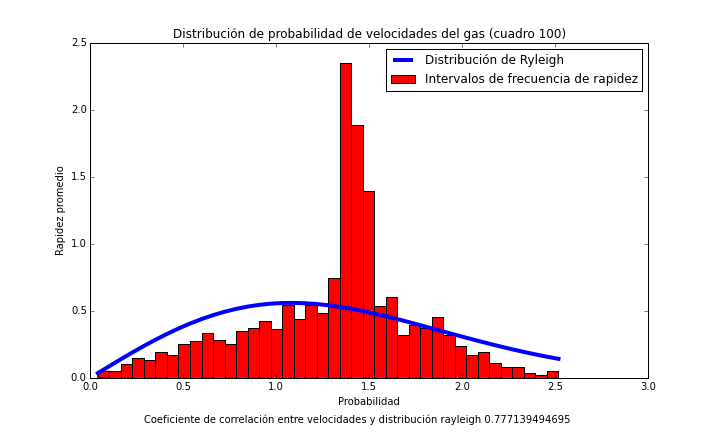 Distribución de probabilidad de velocidades del gas (cuadro 100)
2.5
2.0
1.5
1.0
0.5
0.0
Rapidez promedio
Distribución de Ryleigh
Intervalos de frecuencia de rapidez
0.0 0.5 1.0 1.5 2.0 2.5 3.0
Probabilidad
Coeficiente de correlación entre velocidades y distribución rayleigh 0.777139494695